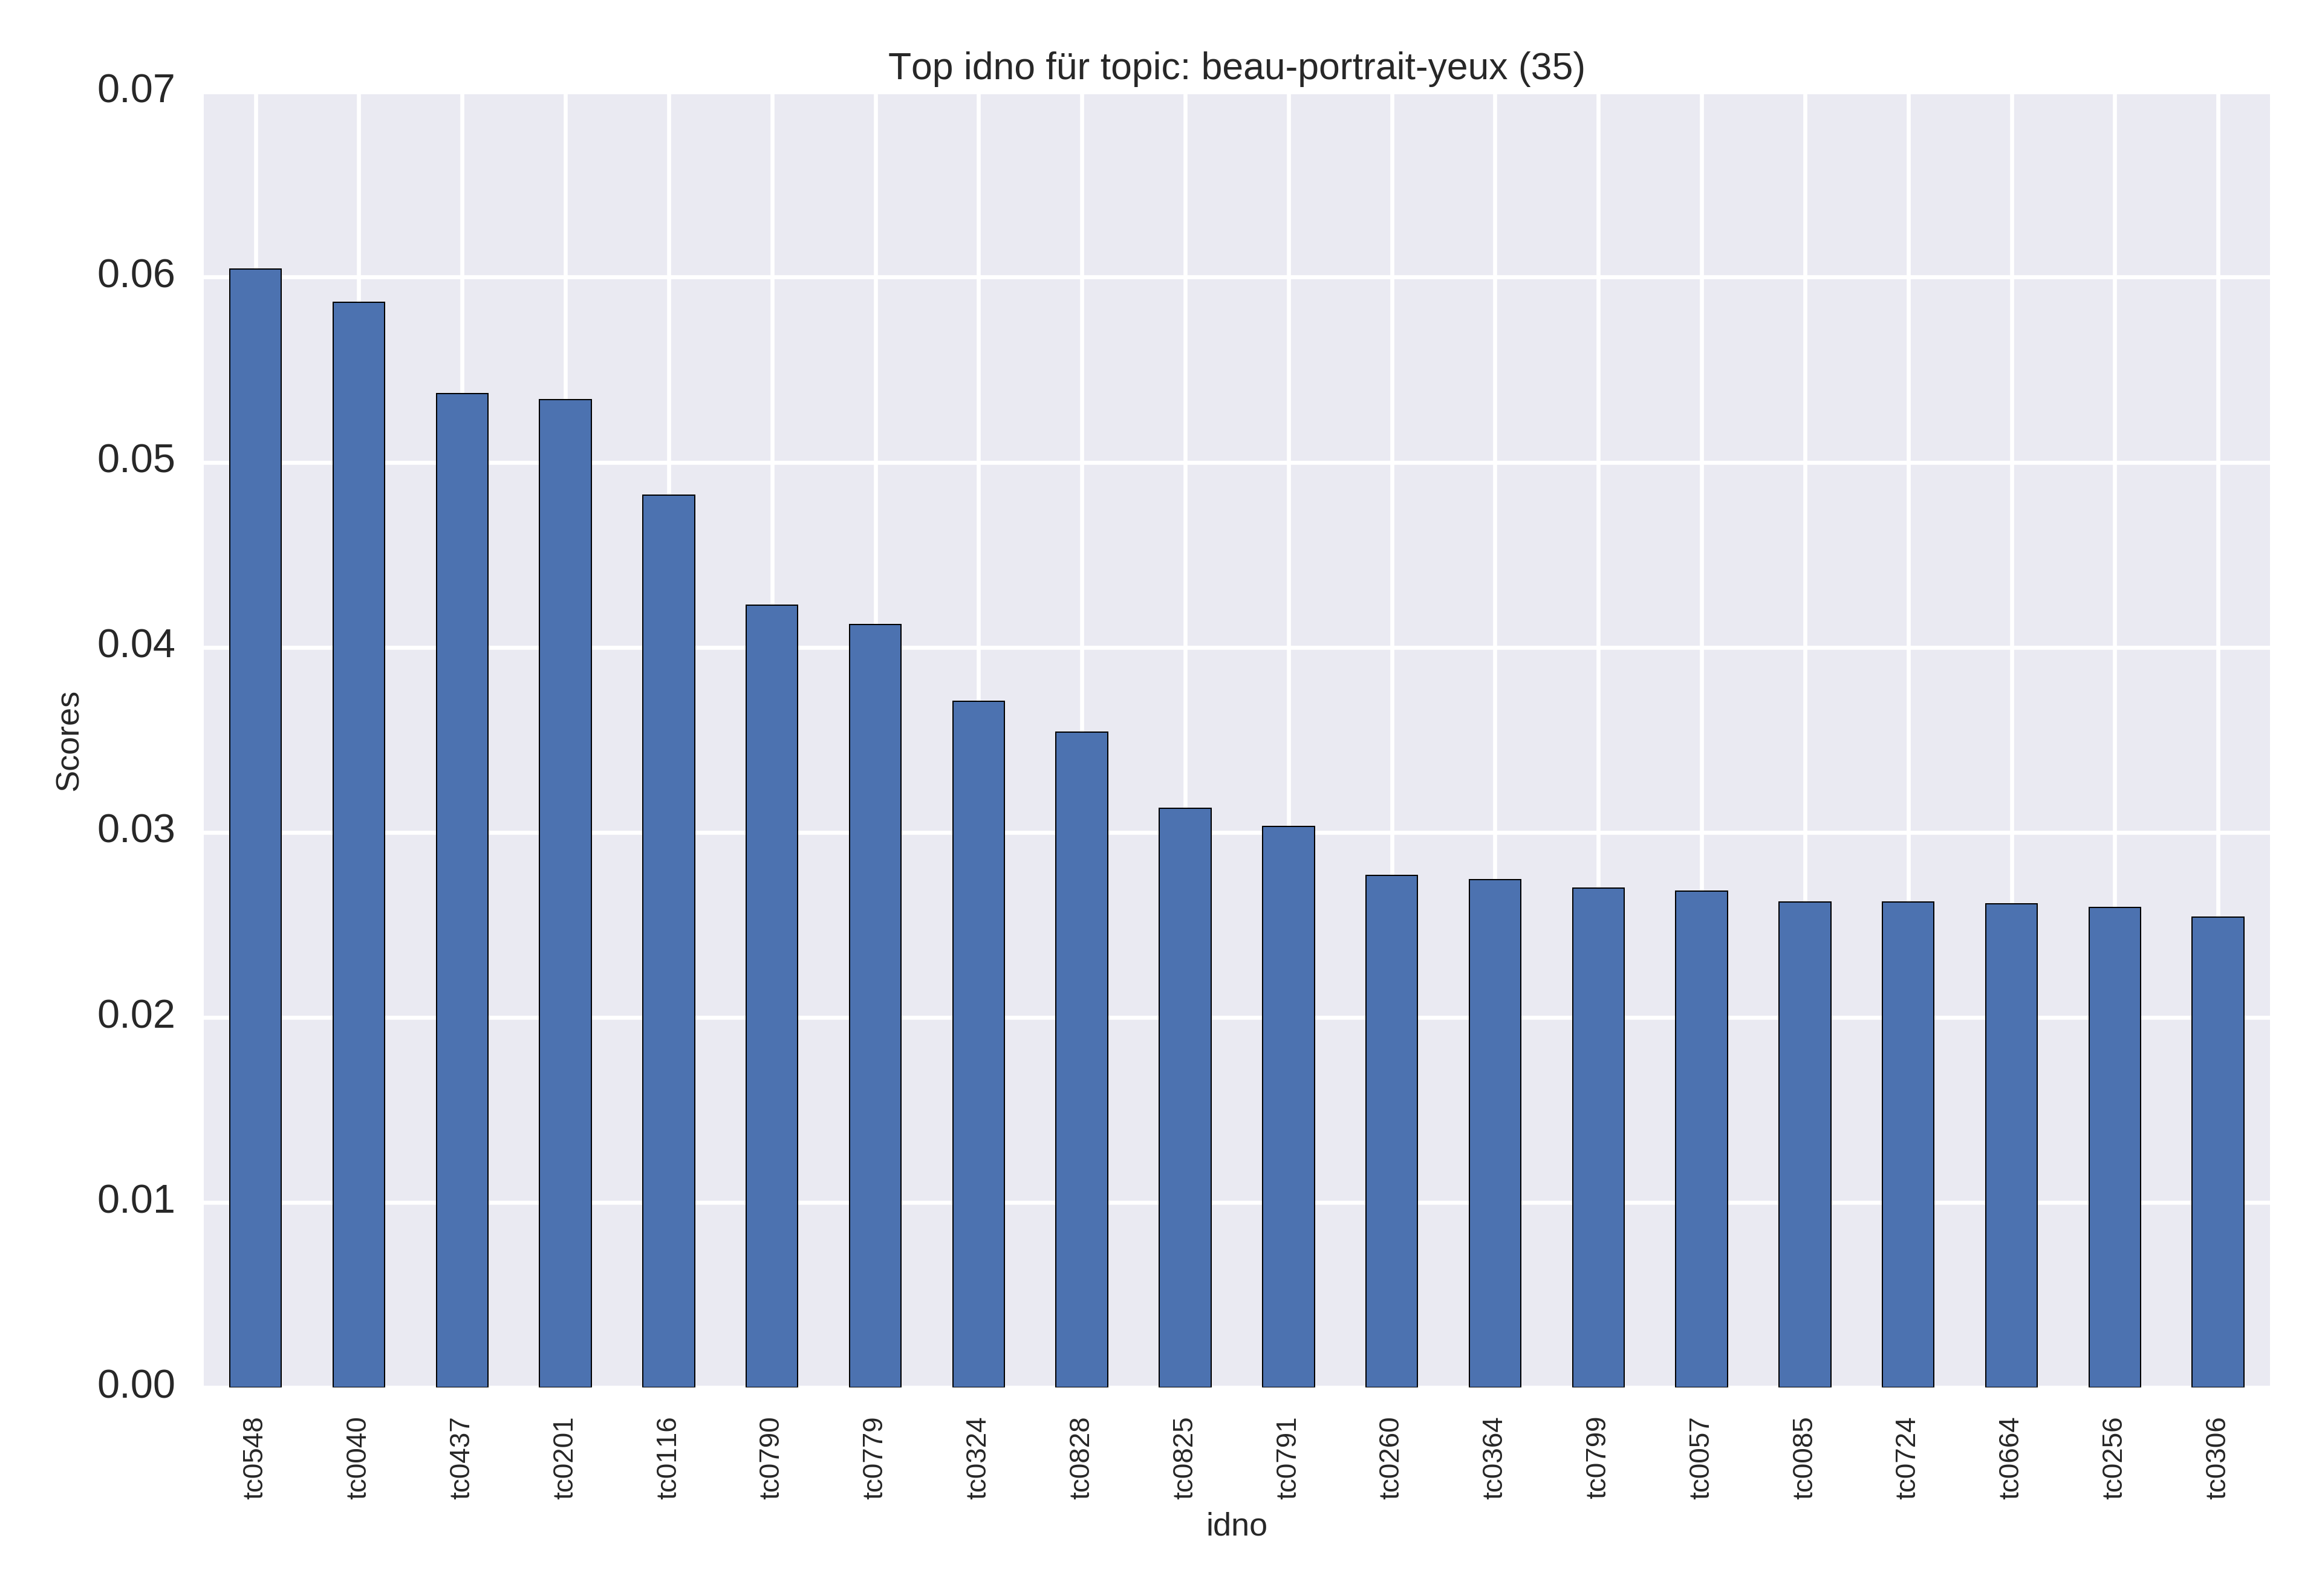 Top idno für topic: beau-portrait-yeux (35)
0.07
0.06
0.05
0.04
0.03
0.02
0.01
0.00
Scores
tc0548
tc0040
tc0437
tc0201
tc0116
tc0790
tc0779
tc0324
tc0828
tc0825
tc0791
tc0260
tc0364
tc0799
tc0057
tc0085
tc0724
tc0664
tc0256
tc0306
idno